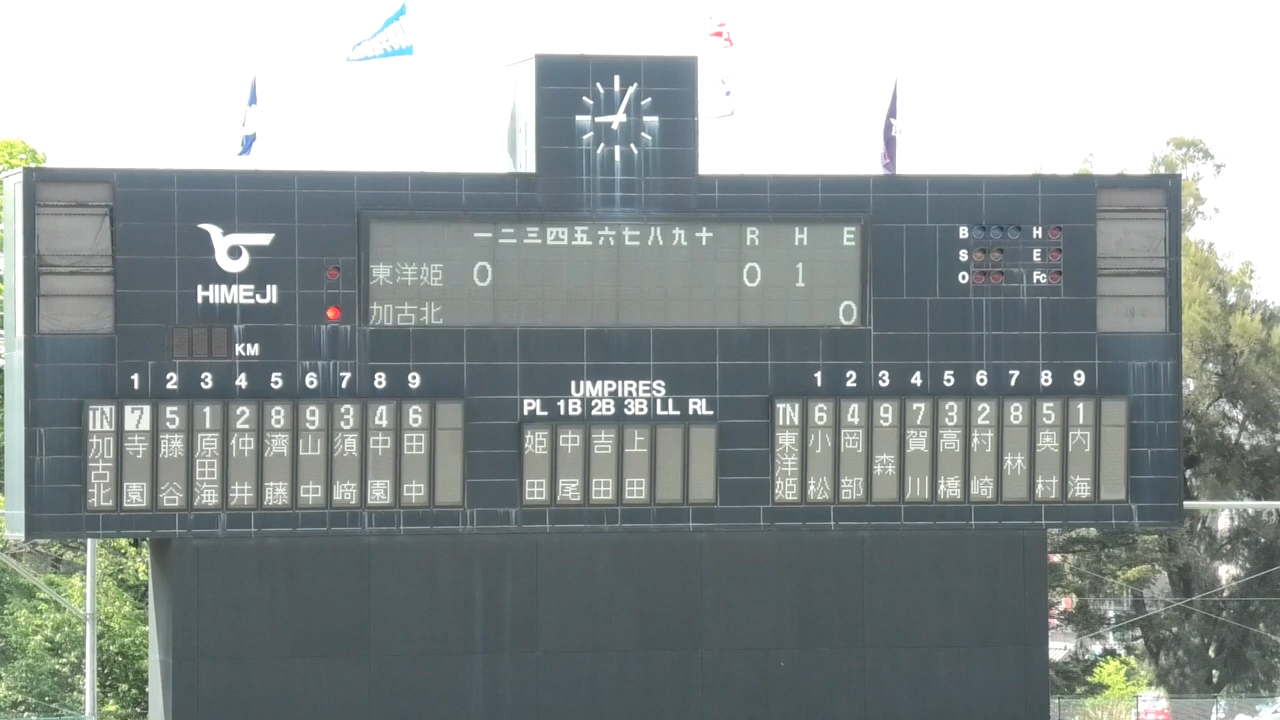 一二三四五六七八九十 R H E
東洋姫 0 0 1
加古北 0
HIMEJI
KM
B H
S E
O Fc
1 2 3 4 5 6 7 8 9
TN 7 5 1 2 8 9 3 4 6
加古北 寺園 藤谷 原田海 仲井 濱藤 山中 須﨑 中園 田中
UMPIRES
PL 1B 2B 3B LL RL
姫田 中尾 吉田 上田
1 2 3 4 5 6 7 8 9
TN 6 4 9 7 3 2 8 5 1
東洋姫 小松 岡部 森 賀川 高橋 村崎 林 奥村 内海